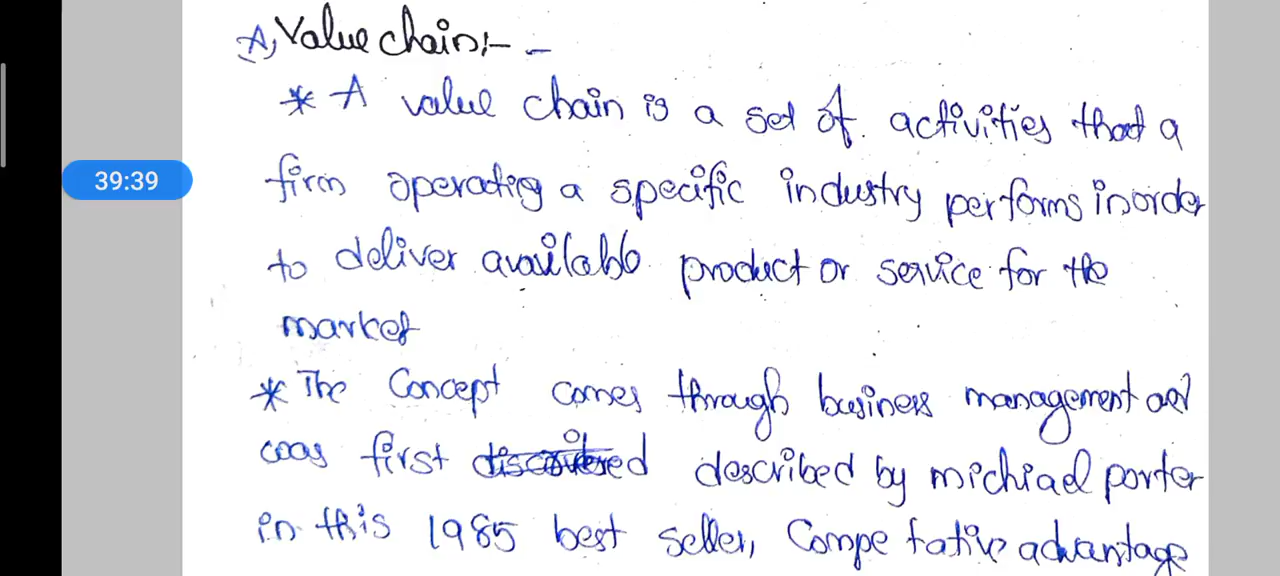 A, Value chain:- -
* A value chain is a set of activities that a
39:39
firm operating a specific industry performs inorder
to deliver available product or service for the
market
* The Concept comes through business management and
was first discovered described by michiael porter
in this 1985 best seller, Compe tative advantage